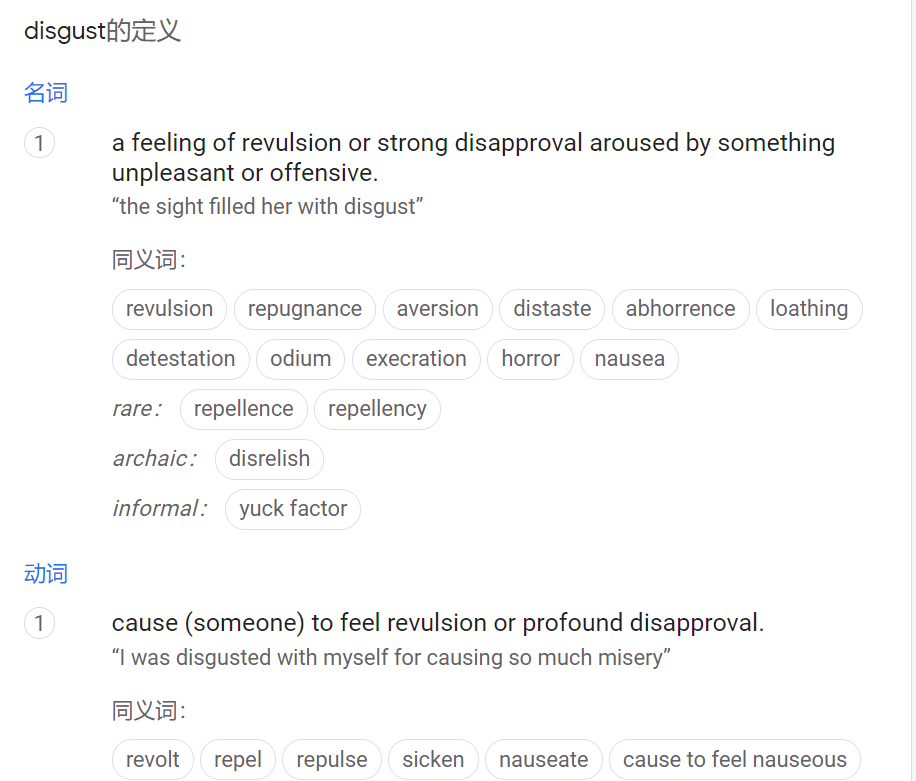 disgust的定义
名词
1 a feeling of revulsion or strong disapproval aroused by something
unpleasant or offensive.
“the sight filled her with disgust”
同义词：
revulsion repugnance aversion distaste abhorrence loathing
detestation odium execration horror nausea
rare： repellence repellency
archaic： disrelish
informal： yuck factor
动词
1 cause (someone) to feel revulsion or profound disapproval.
“I was disgusted with myself for causing so much misery”
同义词：
revolt repel repulse sicken nauseate cause to feel nauseous